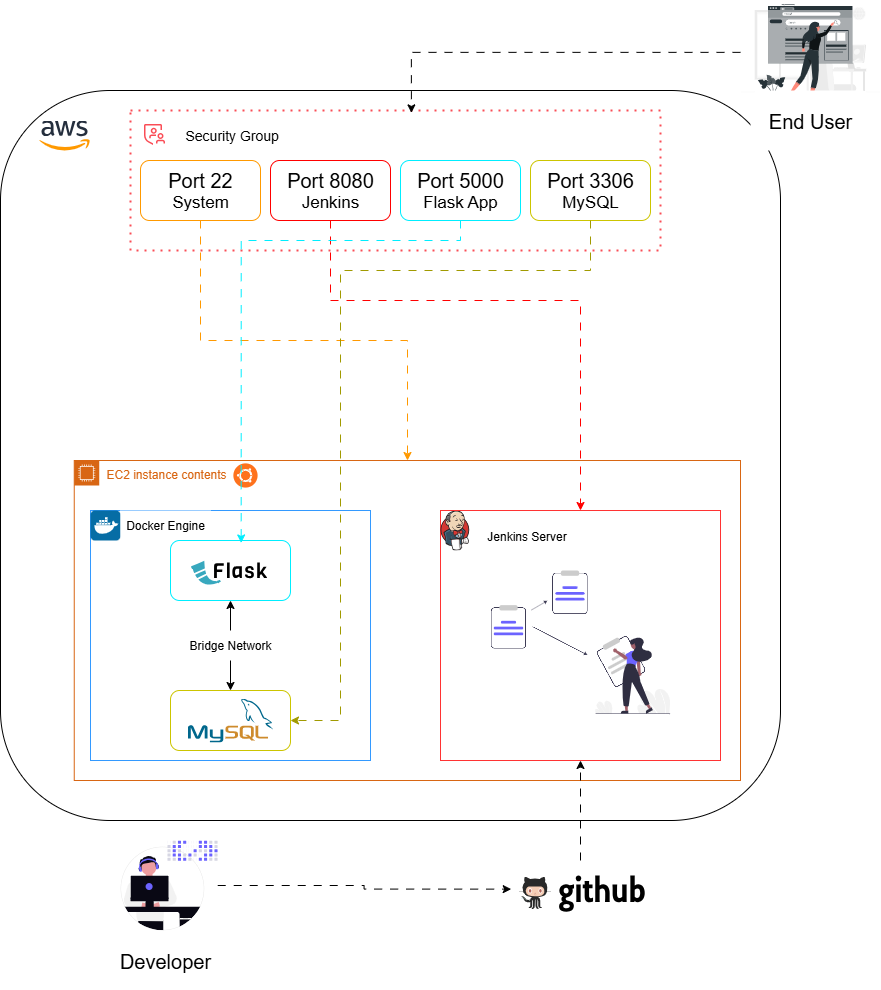 End User
aws
Security Group
Port 22
System
Port 8080
Jenkins
Port 5000
Flask App
Port 3306
MySQL
EC2 instance contents
Docker Engine
Jenkins Server
Flask
Bridge Network
MySQL
github
Developer